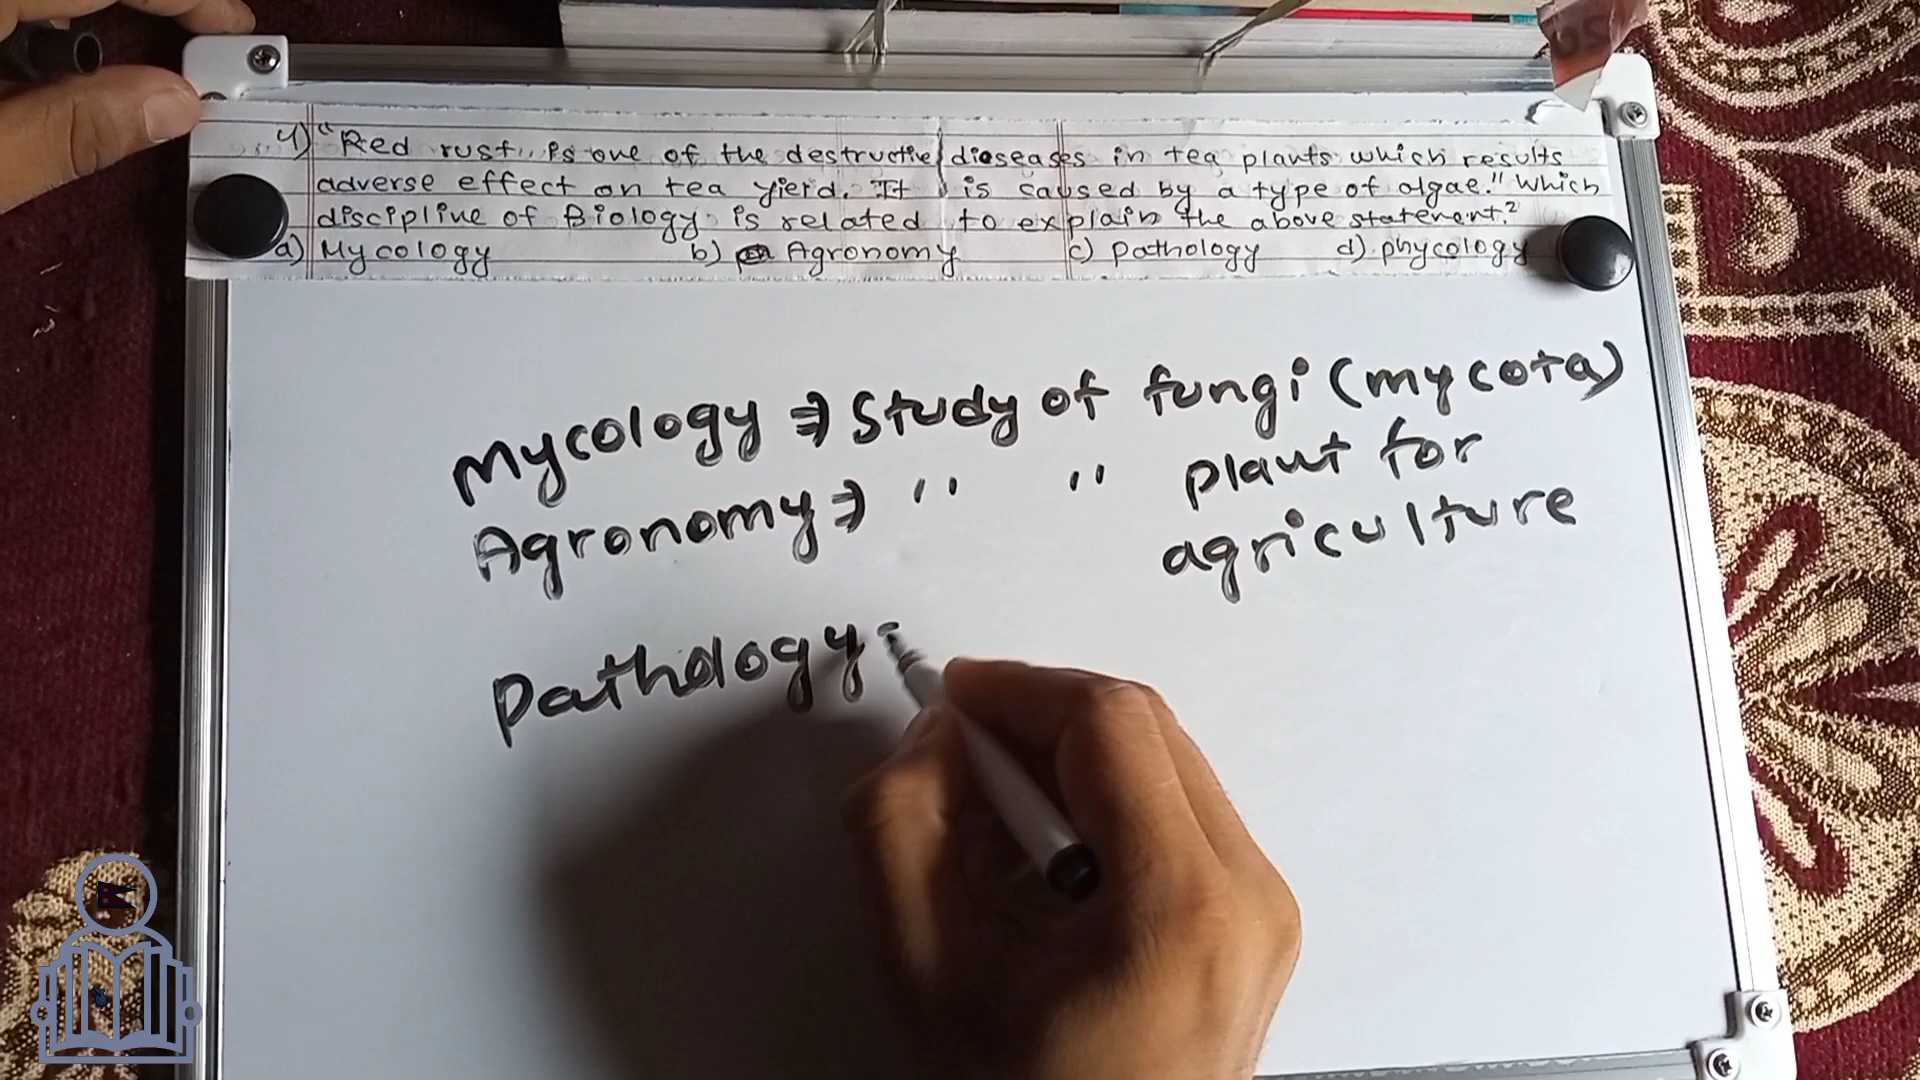 4) "Red rust" is one of the destructive dioseases in tea plants which results
adverse effect on tea yield. It is caused by a type of algae." Which
discipline of Biology is related to explain the above statement?
a) Mycology b) Agronomy c) pathology d) phycology
Mycology ⇒ Study of fungi (mycota)
Agronomy ⇒ " " plant for
agriculture
pathology